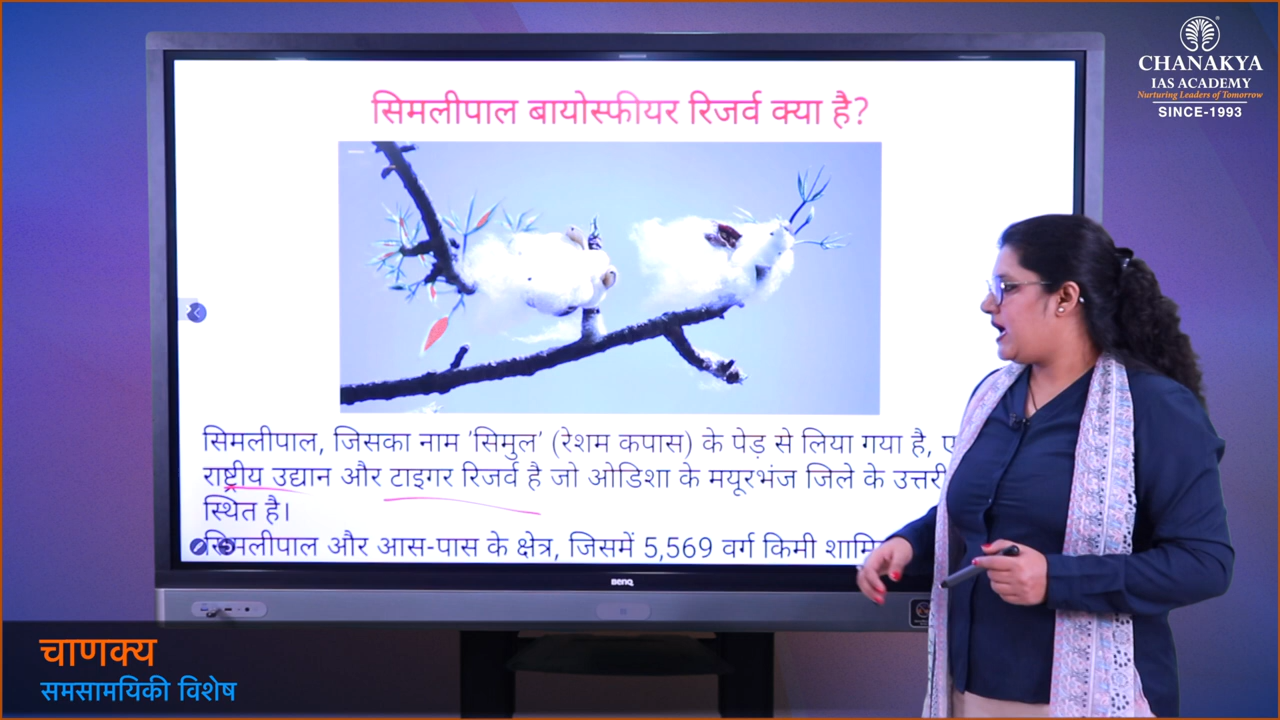 CHANAKYA
IAS ACADEMY
Nurturing Leaders of Tomorrow
SINCE-1993
सिमलीपाल बायोस्फीयर रिजर्व क्या है?
सिमलीपाल, जिसका नाम 'सिमुल' (रेशम कपास) के पेड़ से लिया गया है,
राष्ट्रीय उद्यान और टाइगर रिजर्व है जो ओडिशा के मयूरभंज जिले के उत्तरी
स्थित है।
सिमलीपाल और आस-पास के क्षेत्र, जिसमें 5,569 वर्ग किमी
BenQ
चाणक्य
समसामयिकी विशेष